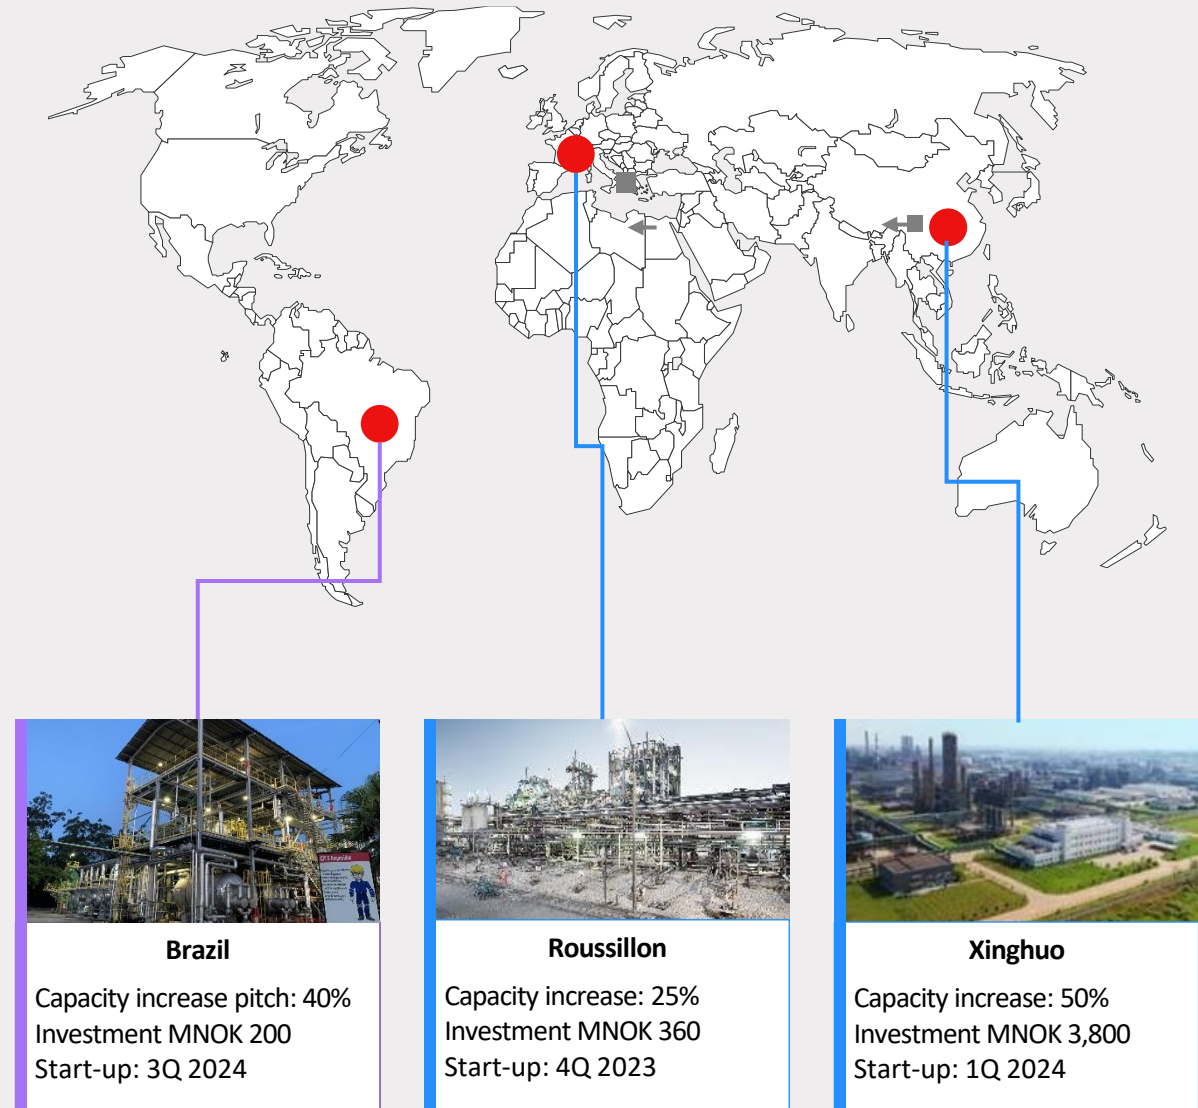 Brazil
Capacity increase pitch: 40%
Investment MNOK 200
Start-up: 3Q 2024
Roussillon
Capacity increase: 25%
Investment MNOK 360
Start-up: 4Q 2023
Xinghuo
Capacity increase: 50%
Investment MNOK 3,800
Start-up: 1Q 2024